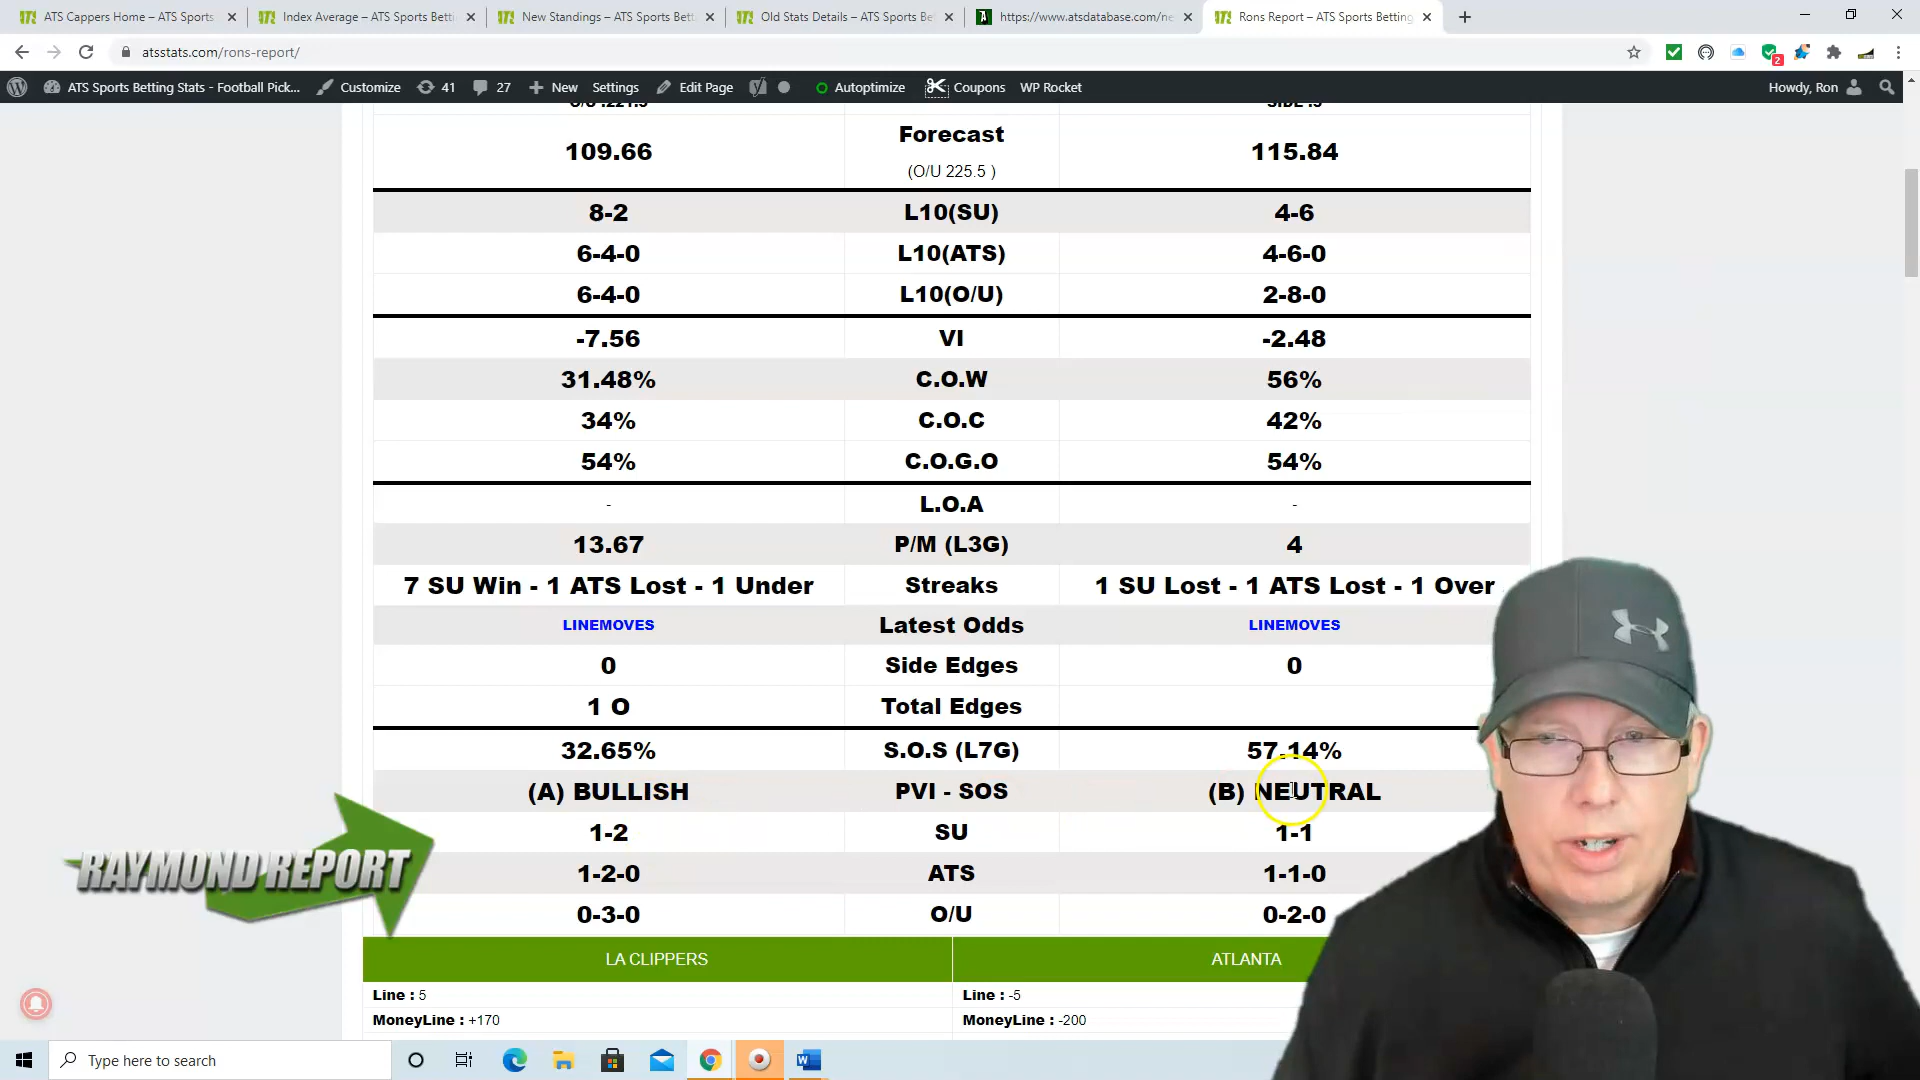 ATS Cappers Home – ATS Sports
Index Average – ATS Sports Betti
New Standings – ATS Sports Bett
Old Stats Details – ATS Sports Be
https://www.atsdatabase.com/ne
Rons Report – ATS Sports Betting
atsstats.com/rons-report/
2
ATS Sports Betting Stats - Football Pick...
Customize
41
27
New
Settings
Edit Page
Autoptimize
Coupons
WP Rocket
Howdy, Ron
O/U :221.5
SIDE :5
109.66 Forecast 115.84
(O/U 225.5 )
8-2 L10(SU) 4-6
6-4-0 L10(ATS) 4-6-0
6-4-0 L10(O/U) 2-8-0
-7.56 VI -2.48
31.48% C.O.W 56%
34% C.O.C 42%
54% C.O.G.O 54%
- L.O.A -
13.67 P/M (L3G) 4
7 SU Win - 1 ATS Lost - 1 Under Streaks 1 SU Lost - 1 ATS Lost - 1 Over
LINEMOVES Latest Odds LINEMOVES
0 Side Edges 0
1 O Total Edges
32.65% S.O.S (L7G) 57.14%
(A) BULLISH PVI - SOS (B) NEUTRAL
1-2 SU 1-1
1-2-0 ATS 1-1-0
0-3-0 O/U 0-2-0
RAYMOND REPORT
LA CLIPPERS ATLANTA
Line : 5 Line : -5
MoneyLine : +170 MoneyLine : -200
Type here to search